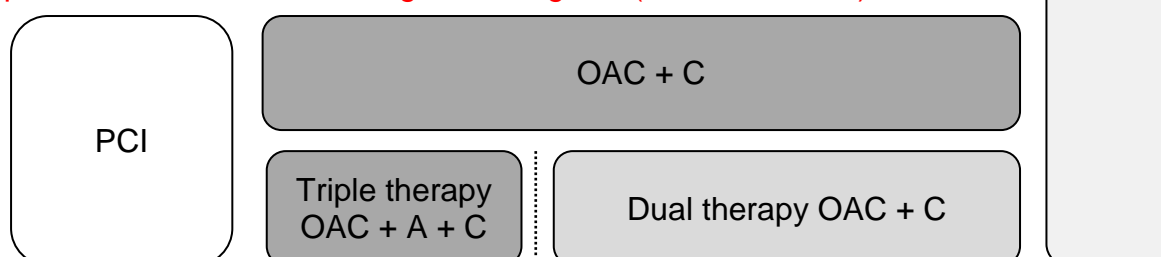 OAC + C
PCI
Triple therapy
OAC + A + C
Dual therapy OAC + C